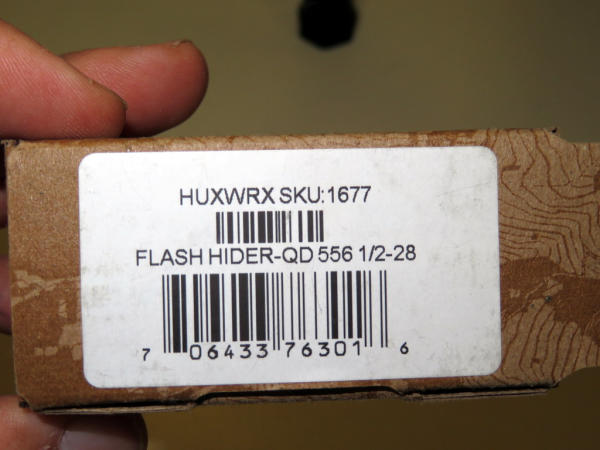 HUXWRX SKU:1677
FLASH HIDER-QD 556 1/2-28
7 06433 76301 6